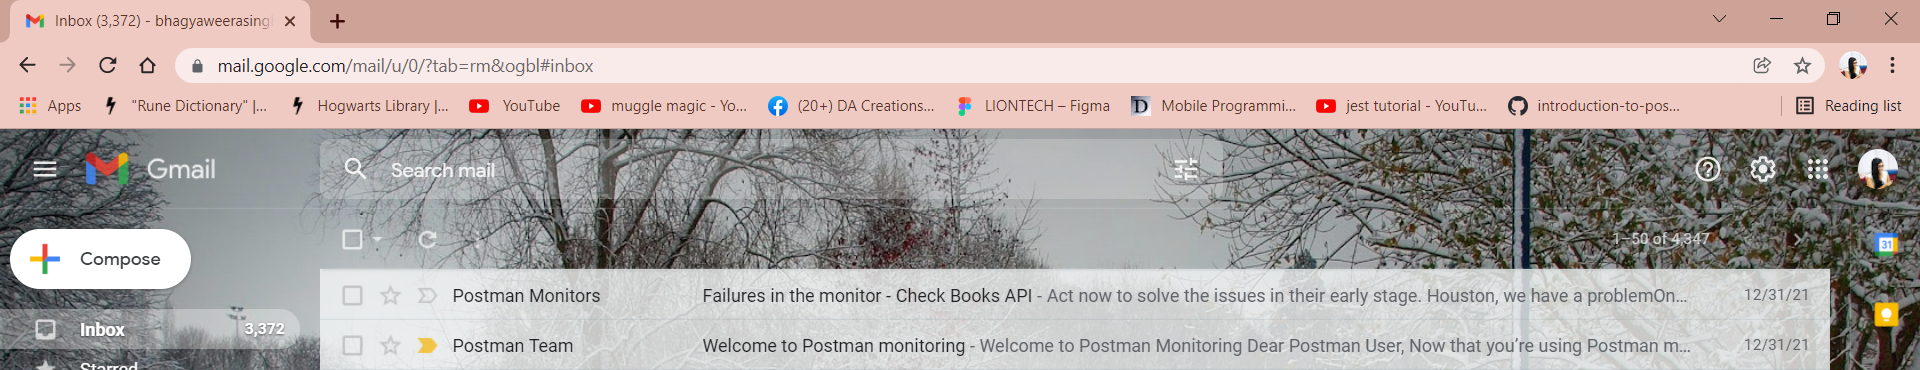 Inbox (3,372) - bhagyaweerasing
mail.google.com/mail/u/0/?tab=rm&ogbl#inbox
Apps "Rune Dictionary" |... Hogwarts Library |... YouTube muggle magic - Yo... (20+) DA Creations... LIONTECH – Figma Mobile Programmi... jest tutorial - YouTu... introduction-to-pos... Reading list
Gmail Search mail
1–50 of 4,347
31
Compose
Postman Monitors Failures in the monitor - Check Books API - Act now to solve the issues in their early stage. Houston, we have a problemOn... 12/31/21
Inbox 3,372
Postman Team Welcome to Postman monitoring - Welcome to Postman Monitoring Dear Postman User, Now that you’re using Postman m... 12/31/21
Starred